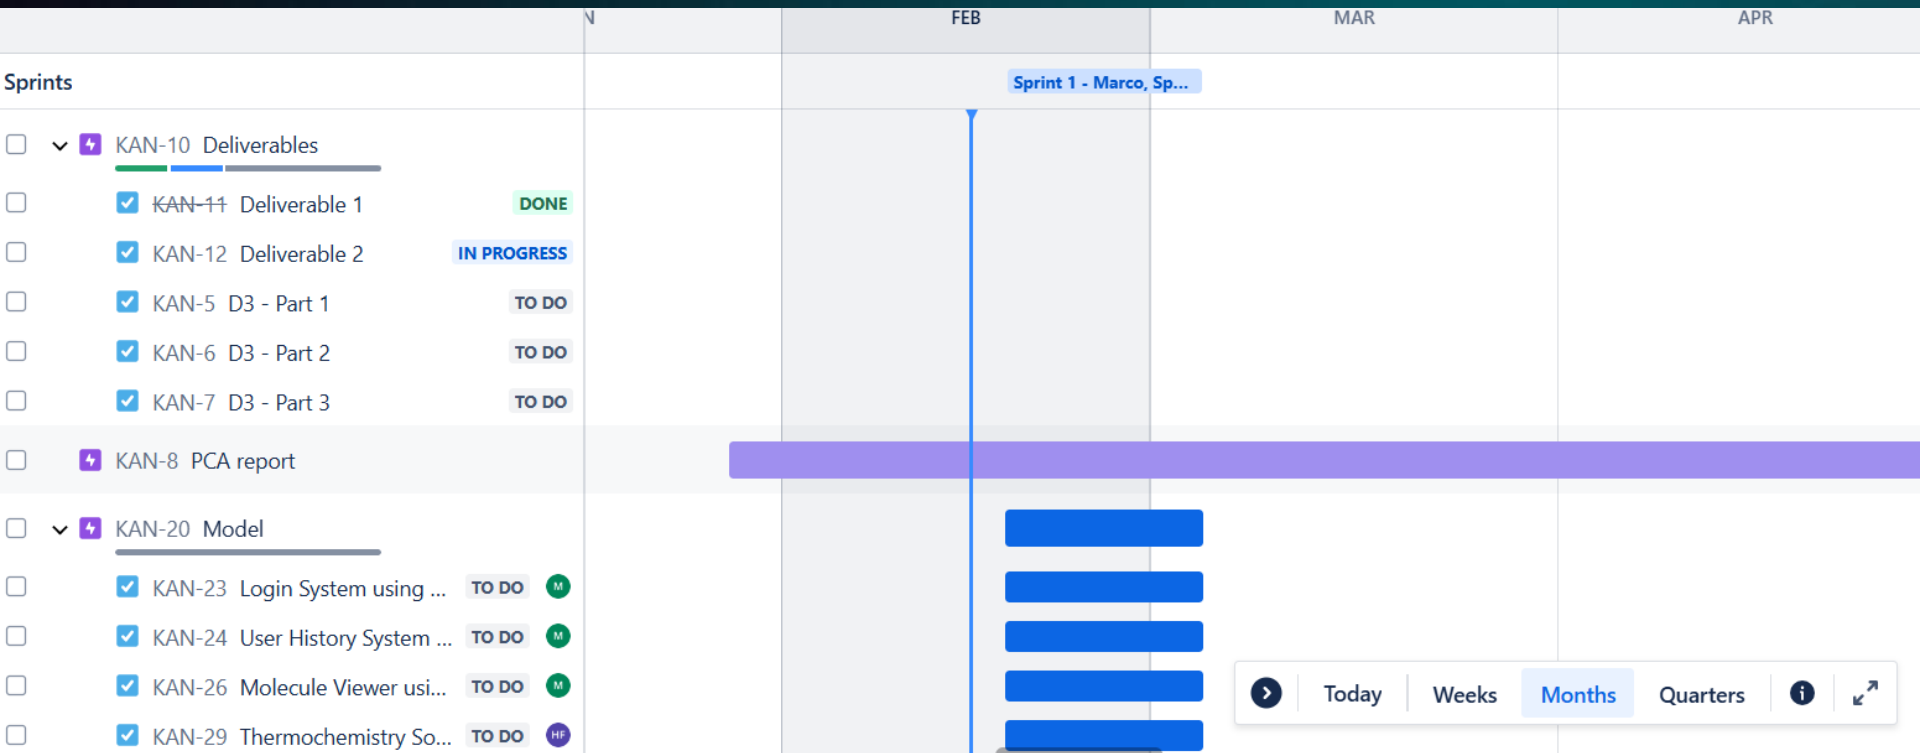 FEB MAR APR
Sprints Sprint 1 - Marco, Sp...
KAN-10 Deliverables
KAN-11 Deliverable 1 DONE
KAN-12 Deliverable 2 IN PROGRESS
KAN-5 D3 - Part 1 TO DO
KAN-6 D3 - Part 2 TO DO
KAN-7 D3 - Part 3 TO DO
KAN-8 PCA report
KAN-20 Model
KAN-23 Login System using ... TO DO M
KAN-24 User History System ... TO DO M
KAN-26 Molecule Viewer usi... TO DO M
KAN-29 Thermochemistry So... TO DO HF
Today Weeks Months Quarters